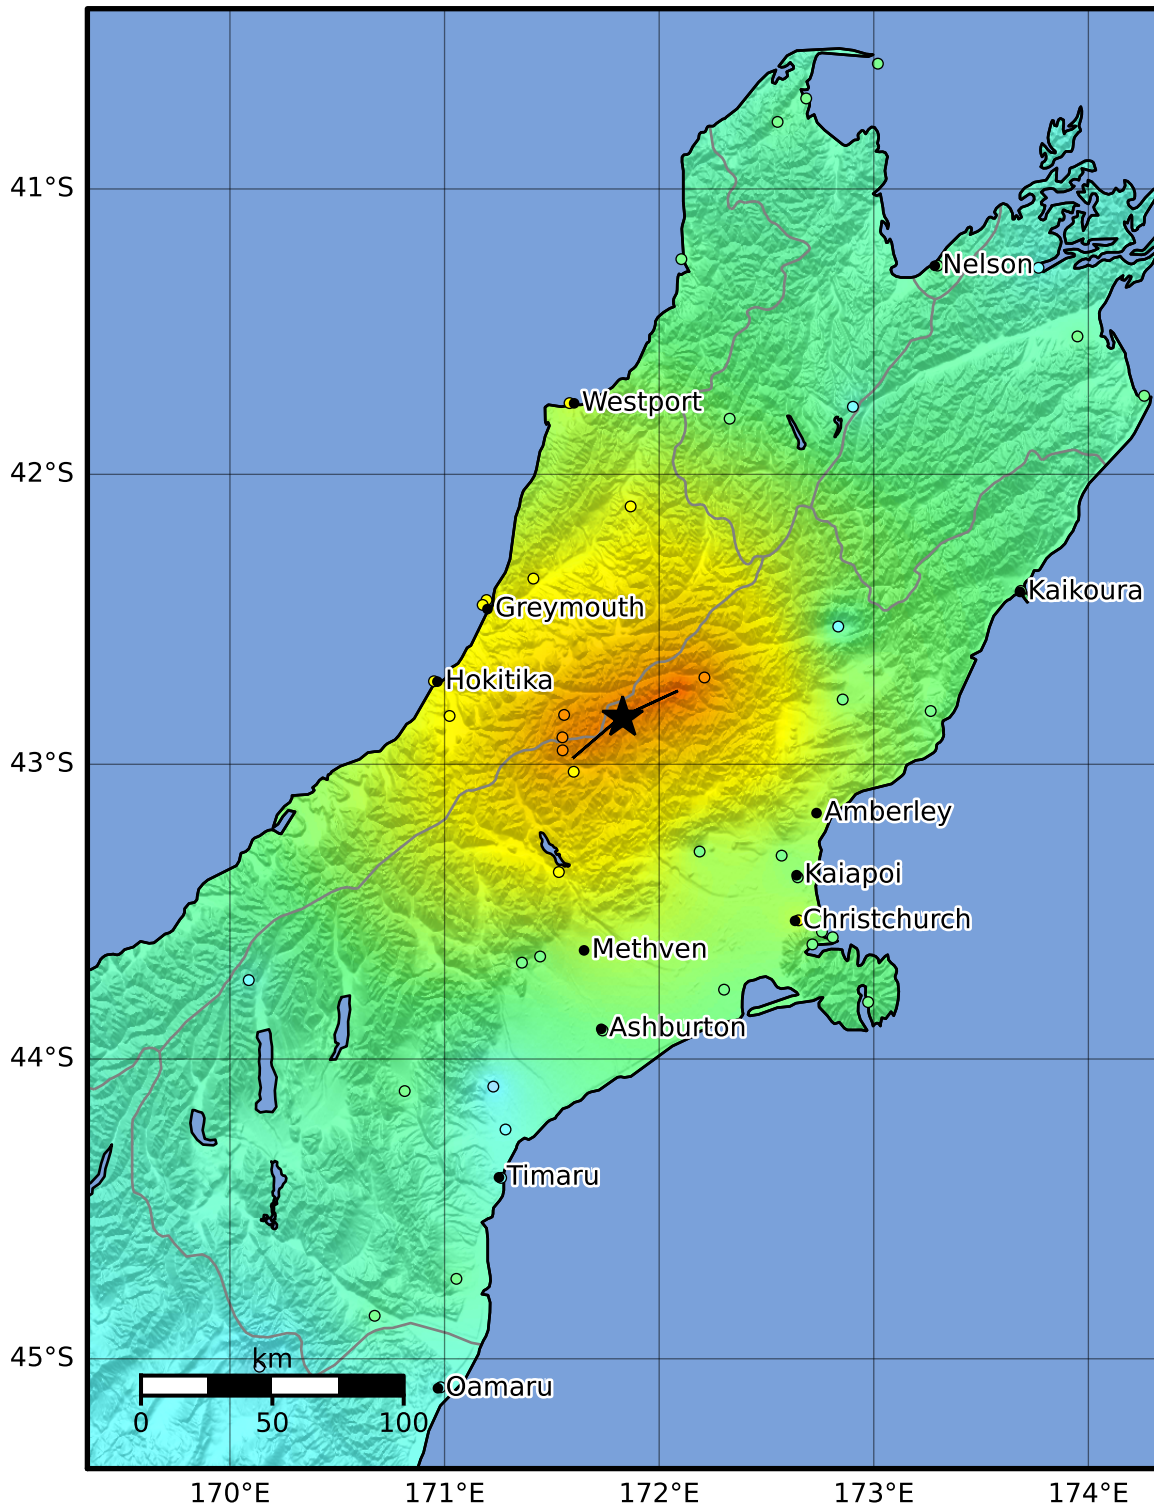 41°S
Nelson
Westport
42°S
Kaikoura
Greymouth
Hokitika
43°S
Amberley
Kaiapoi
Christchurch
Methven
Ashburton
44°S
Timaru
45°S
km
Oamaru
0 50 100
170°E 171°E 172°E 173°E 174°E